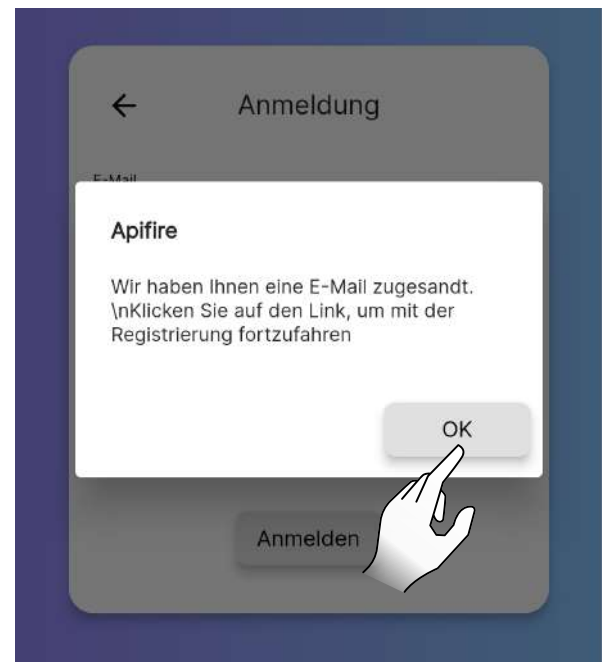 Anmeldung
E-Mail
Apifire
Wir haben Ihnen eine E-Mail zugesandt.
\nKlicken Sie auf den Link, um mit der
Registrierung fortzufahren
OK
Anmelden